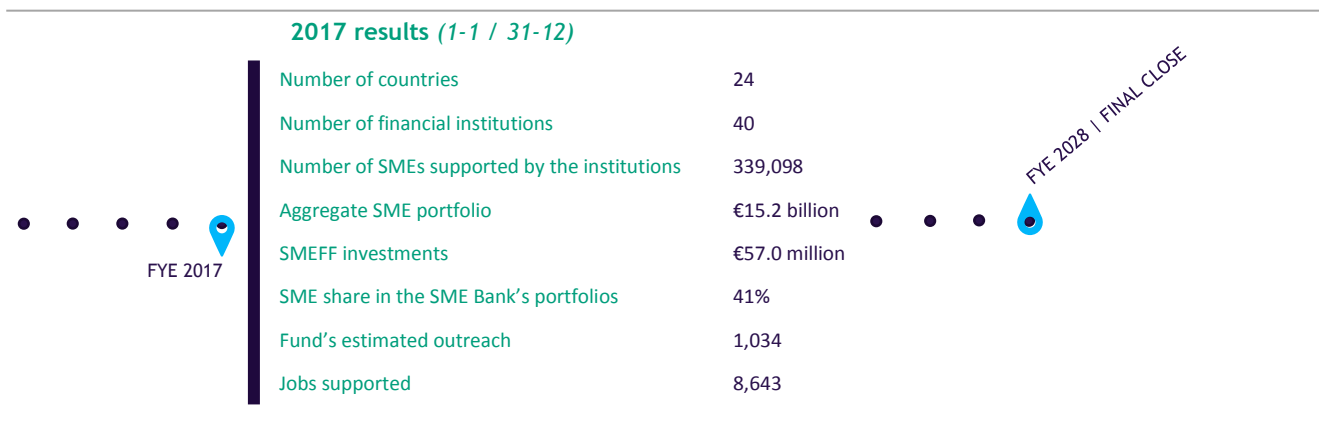 2017 results (1-1 / 31-12)
Number of countries 24
Number of financial institutions 40
Number of SMEs supported by the institutions 339,098
Aggregate SME portfolio €15.2 billion
SMEFF investments €57.0 million
SME share in the SME Bank’s portfolios 41%
Fund’s estimated outreach 1,034
Jobs supported 8,643
FYE 2017
FYE 2028 | FINAL CLOSE